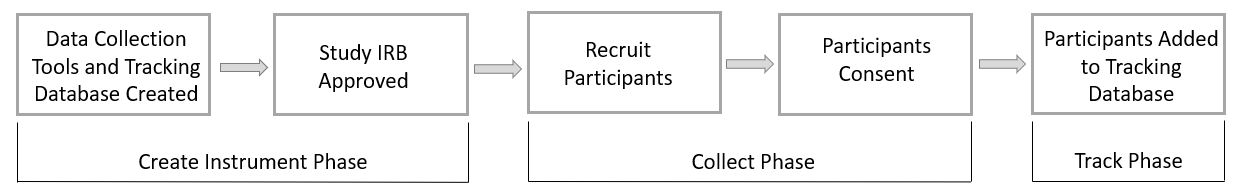 Data Collection
Tools and Tracking
Database Created
Study IRB
Approved
Recruit
Participants
Participants
Consent
Participants Added
to Tracking
Database
Create Instrument Phase
Collect Phase
Track Phase